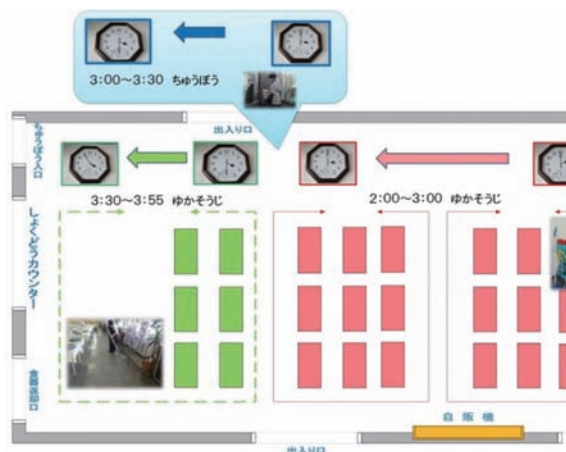 3:00～3:30 ちゅうぼう
出入り口
ちゅうぼう入口
3:30～3:55 ゆかそうじ
2:00～3:00 ゆかそうじ
しょくどうカウンター
食器返却口
自販機
出入り口